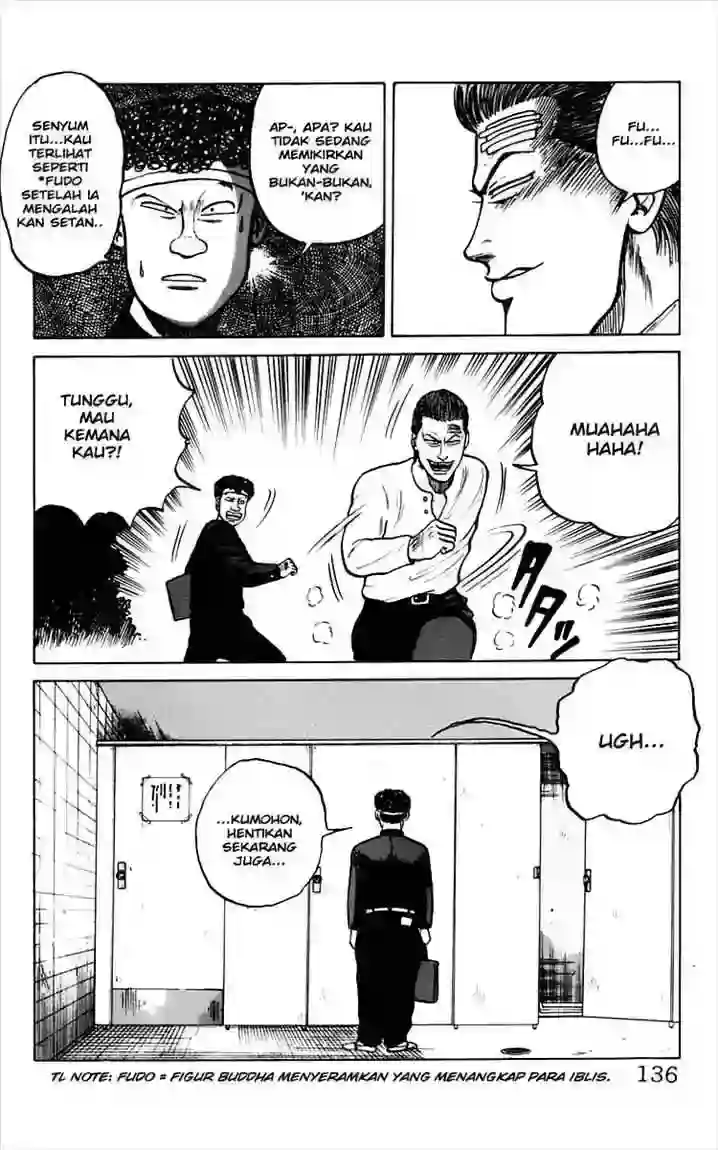 FU...
FU...FU...
AP-, APA? KAU
TIDAK SEDANG
MEMIKIRKAN
YANG
BUKAN-BUKAN,
'KAN?
SENYUM
ITU...KAU
TERLIHAT
SEPERTI
*FUDO
SETELAH IA
MENGALAH
KAN SETAN..
MUAHAHA
HAHA!
TUNGGU,
MAU
KEMANA
KAU?!
UGH...
...KUMOHON,
HENTIKAN
SEKARANG
JUGA...
TL NOTE: FUDO = FIGUR BUDDHA MENYERAMKAN YANG MENANGKAP PARA IBLIS.
136